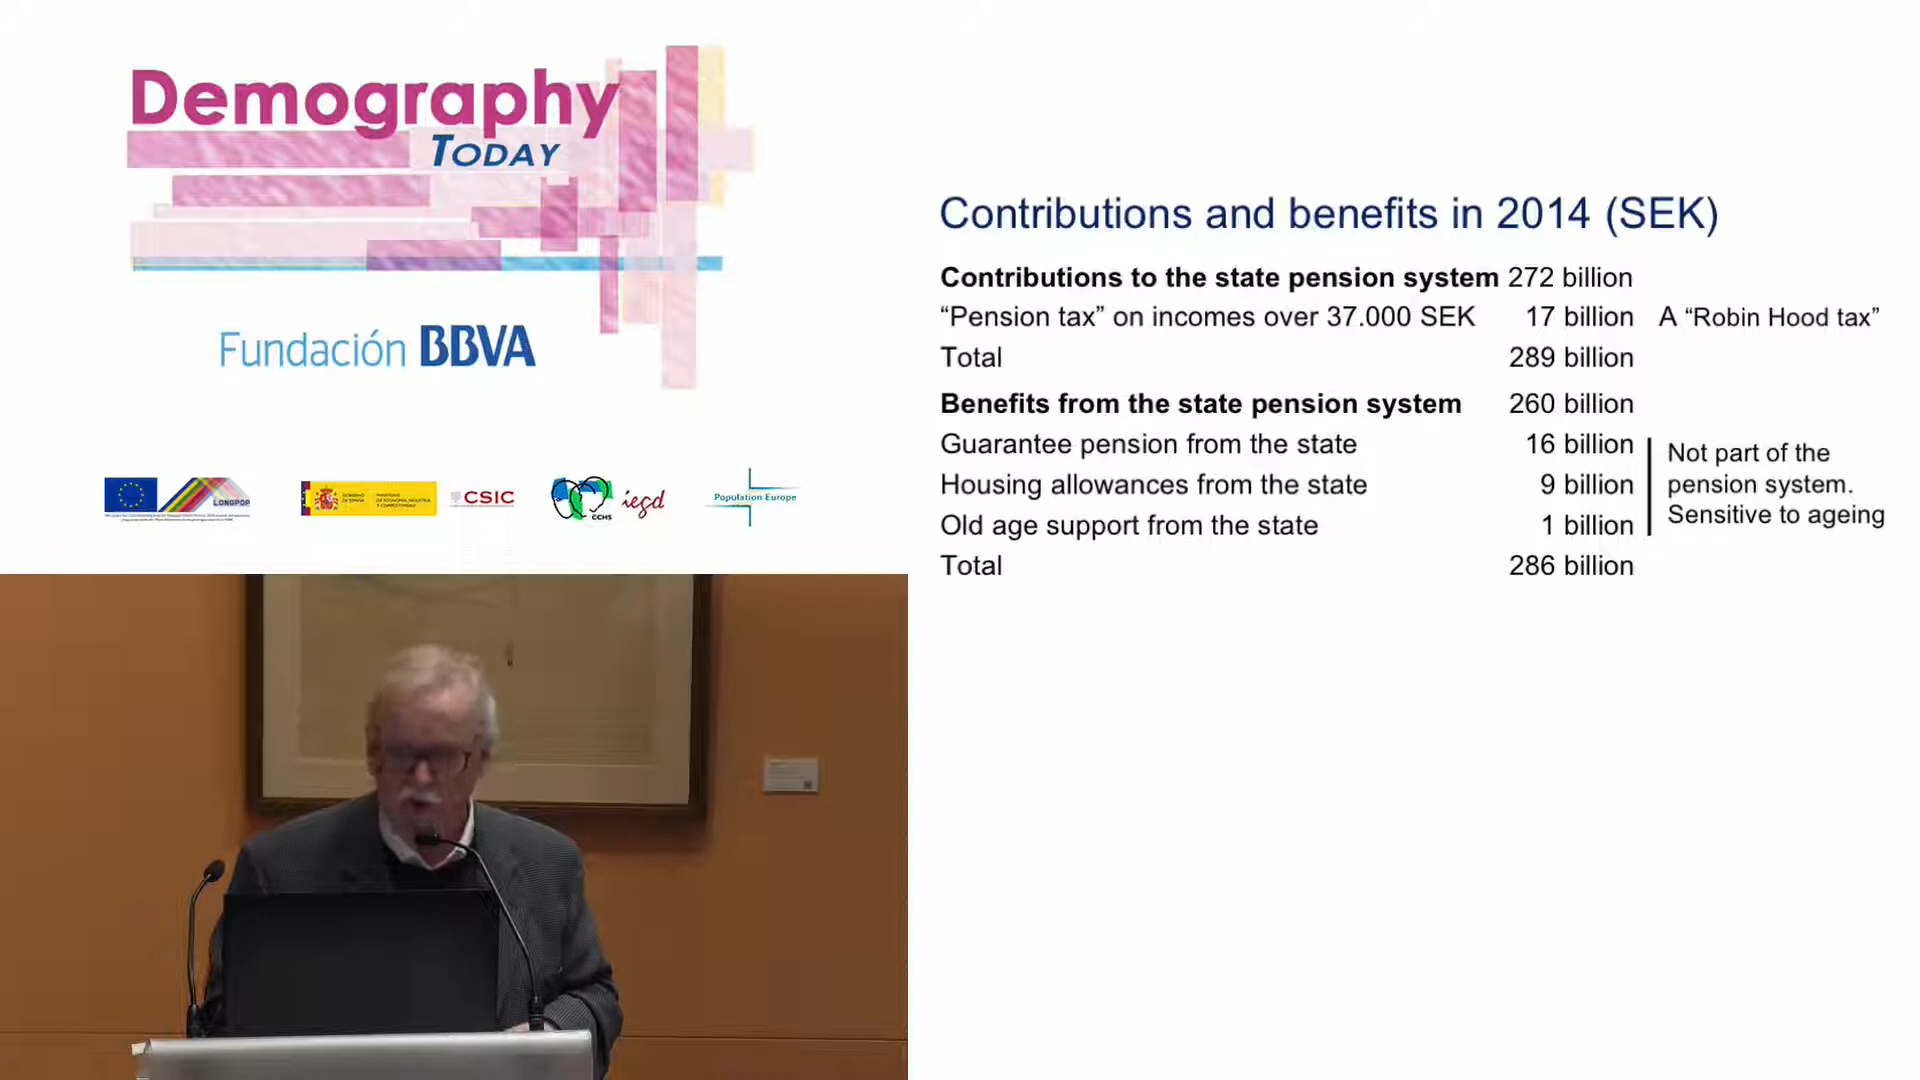 Demography
TODAY
Fundación BBVA
LONGPOP
CSIC
CCHS
iegd
Population Europe
Contributions and benefits in 2014 (SEK)
Contributions to the state pension system 272 billion
“Pension tax” on incomes over 37.000 SEK 17 billion A “Robin Hood tax”
Total 289 billion
Benefits from the state pension system 260 billion
Guarantee pension from the state 16 billion
Housing allowances from the state 9 billion
Old age support from the state 1 billion
Not part of the
pension system.
Sensitive to ageing
Total 286 billion